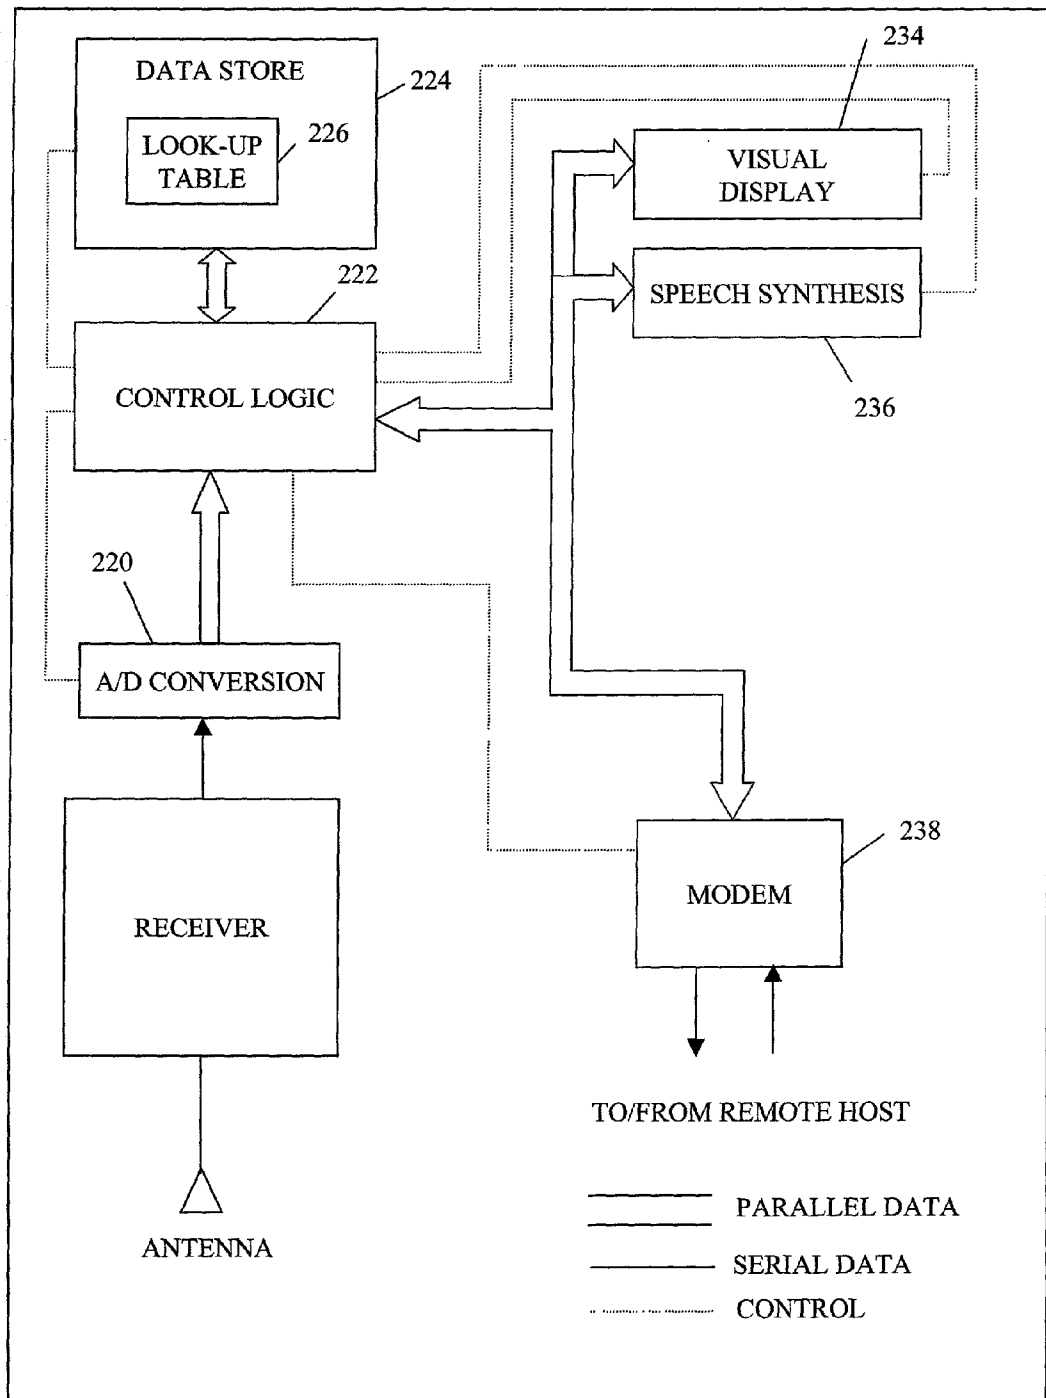 234
DATA STORE
224
226
LOOK-UP
TABLE
VISUAL
DISPLAY
222
SPEECH SYNTHESIS
CONTROL LOGIC
236
220
A/D CONVERSION
238
MODEM
RECEIVER
TO/FROM REMOTE HOST
PARALLEL DATA
ANTENNA
SERIAL DATA
CONTROL